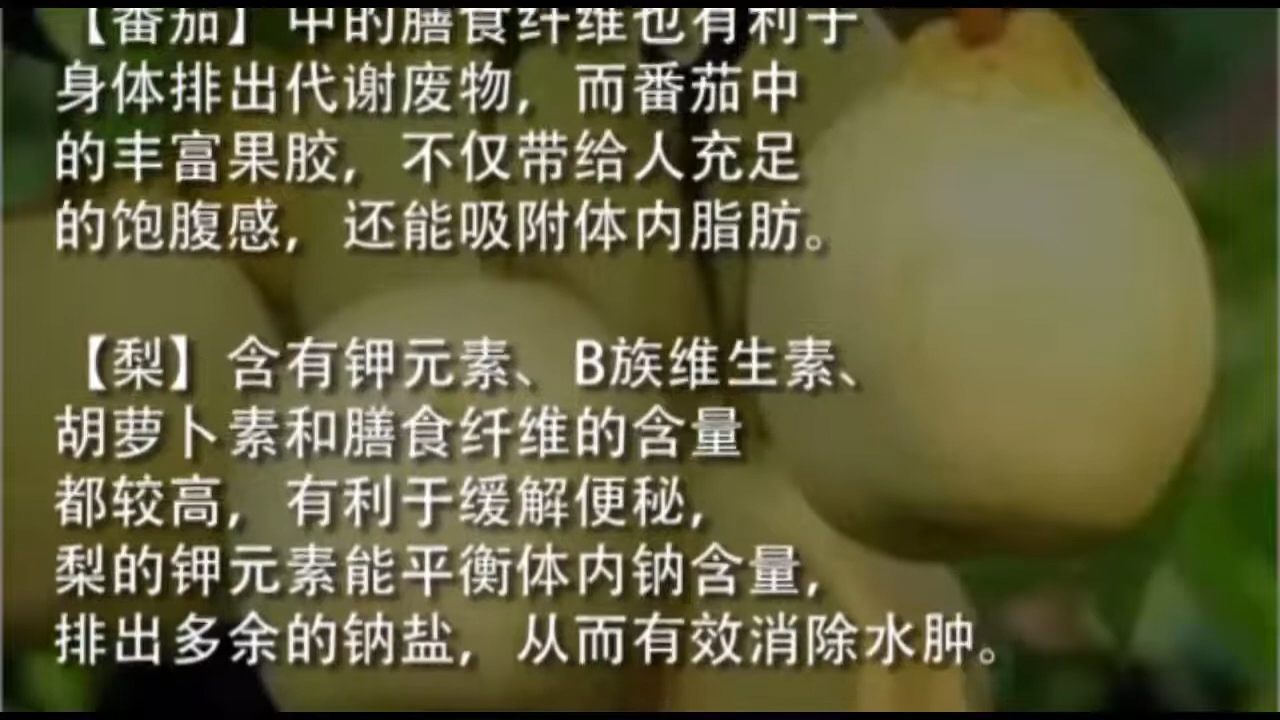 【番茄】中的膳食纤维也有利于
身体排出代谢废物，而番茄中
的丰富果胶，不仅带给人充足
的饱腹感，还能吸附体内脂肪。
【梨】含有钾元素、B族维生素、
胡萝卜素和膳食纤维的含量
都较高，有利于缓解便秘，
梨的钾元素能平衡体内钠含量，
排出多余的钠盐，从而有效消除水肿。